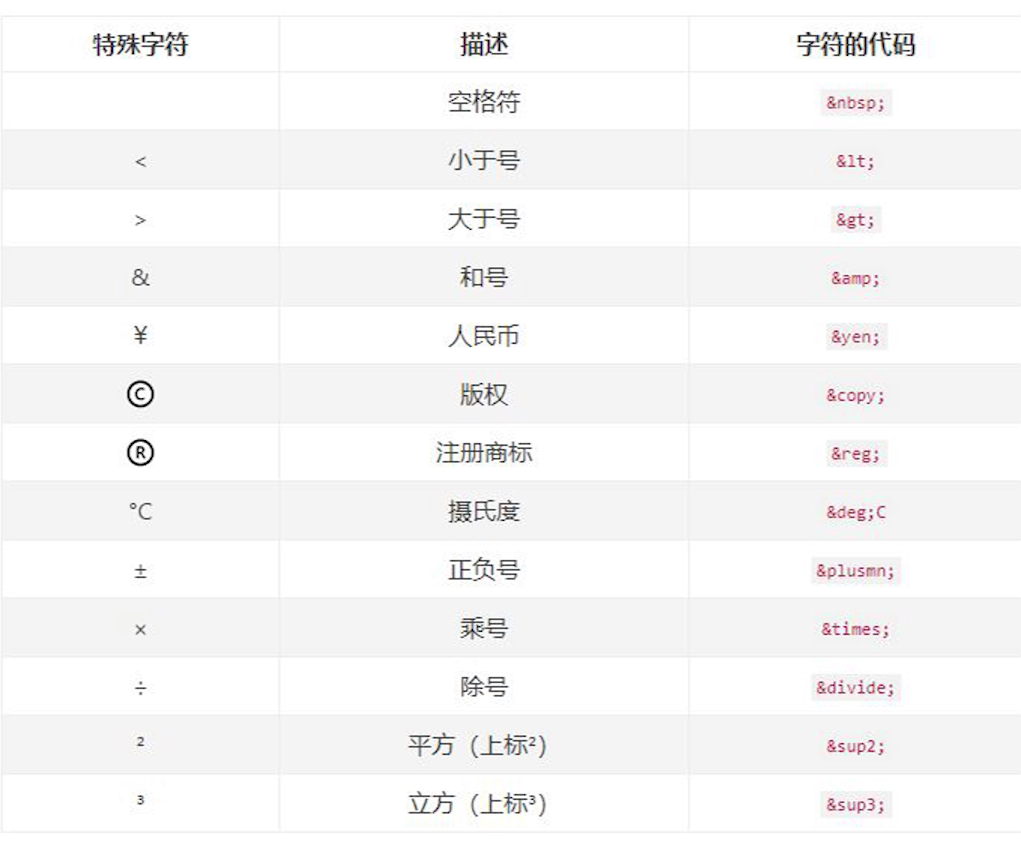 特殊字符 描述 字符的代码
空格符 &nbsp;
< 小于号 &lt;
> 大于号 &gt;
& 和号 &amp;
¥ 人民币 &yen;
© 版权 &copy;
® 注册商标 &reg;
°C 摄氏度 &deg;C
± 正负号 &plusmn;
× 乘号 &times;
÷ 除号 &divide;
² 平方（上标²） &sup2;
³ 立方（上标³） &sup3;